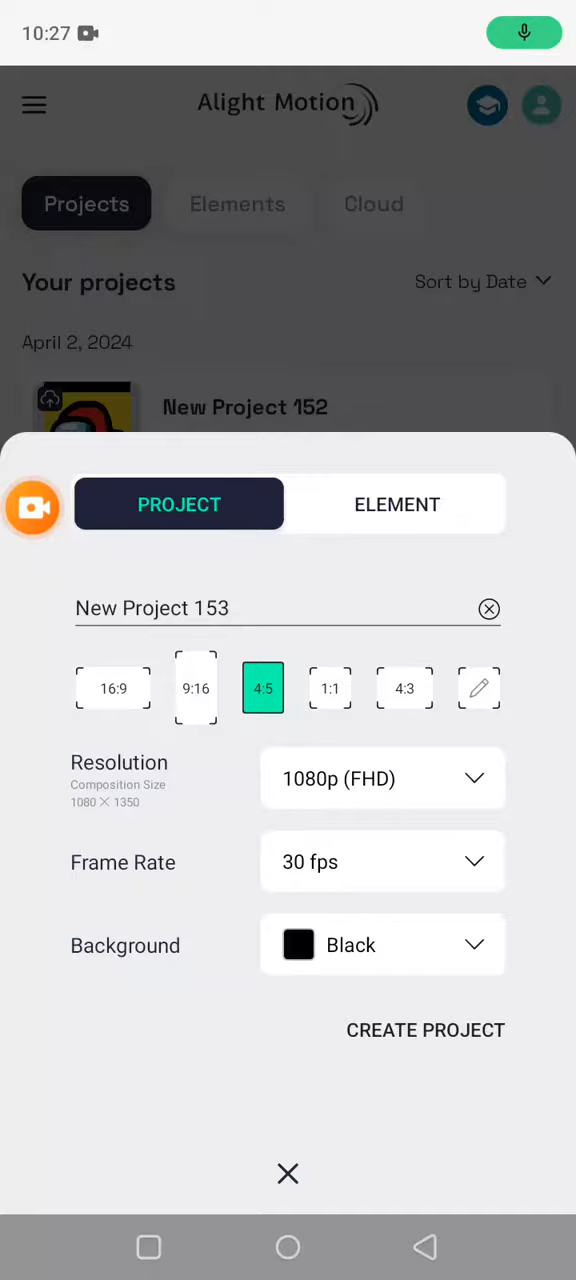 10:27
Alight Motion
Projects Elements Cloud
Your projects Sort by Date
April 2, 2024
New Project 152
PROJECT ELEMENT
New Project 153
16:9 9:16 4:5 1:1 4:3
Resolution 1080p (FHD)
Composition Size
1080 × 1350
Frame Rate 30 fps
Background Black
CREATE PROJECT